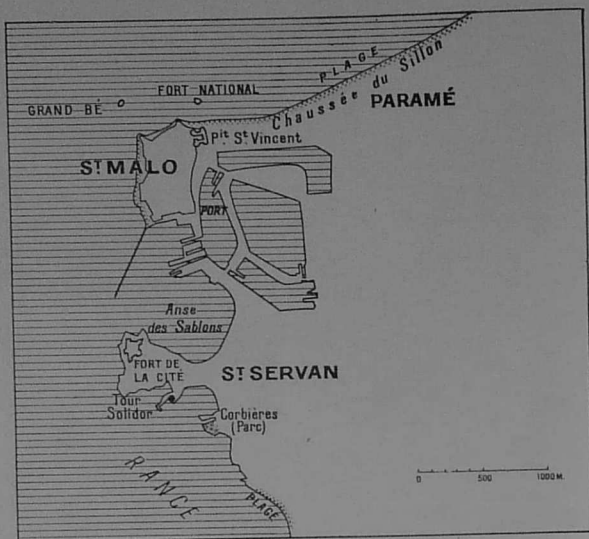 PLAGE
Chaussée du Sillon
FORT NATIONAL
GRAND BÉ
PARAMÉ
Pit St Vincent
ST MALO
PORT
Anse
des Sablons
FORT DE
LA CITÉ
ST SERVAN
Tour
Solidor
Corbières
(Parc)
RANCE
PLAGE
0 500 1000 M.